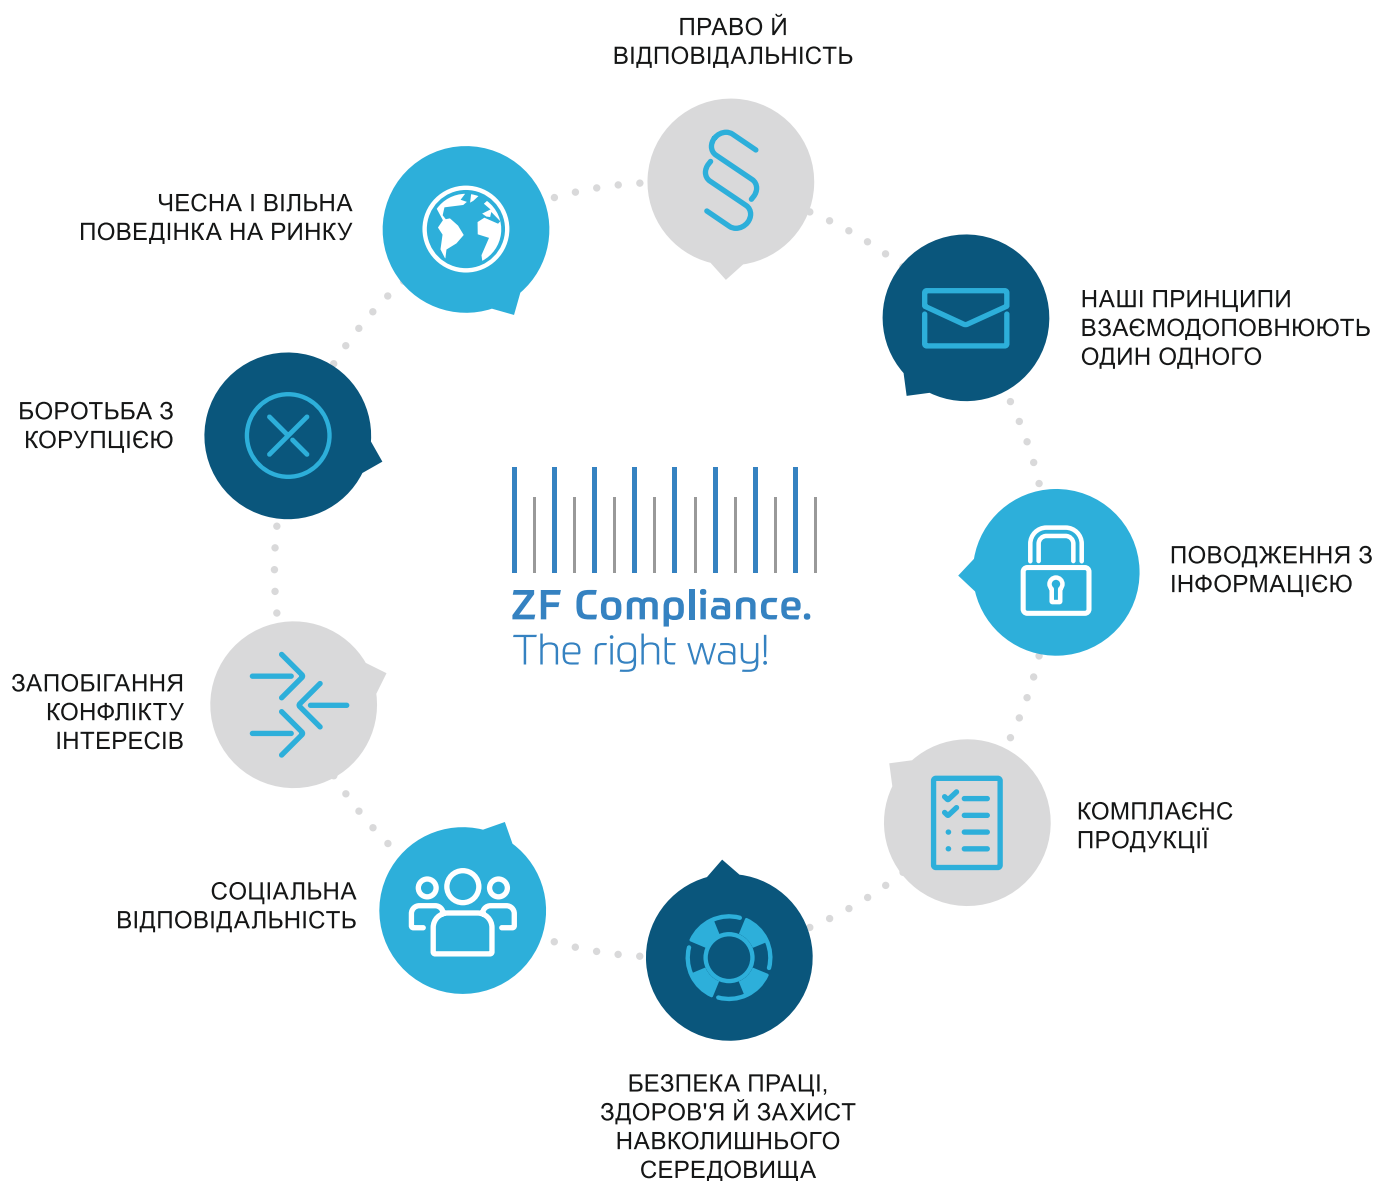 ПРАВО Й
ВІДПОВІДАЛЬНІСТЬ
ЧЕСНА І ВІЛЬНА
ПОВЕДІНКА НА РИНКУ
НАШІ ПРИНЦИПИ
ВЗАЄМОДОПОВНЮЮТЬ
ОДИН ОДНОГО
БОРОТЬБА З
КОРУПЦІЄЮ
ПОВОДЖЕННЯ З
ІНФОРМАЦІЄЮ
ZF Compliance.
The right way!
ЗАПОБІГАННЯ
КОНФЛІКТУ
ІНТЕРЕСІВ
КОМПЛАЄНС
ПРОДУКЦІЇ
СОЦІАЛЬНА
ВІДПОВІДАЛЬНІСТЬ
БЕЗПЕКА ПРАЦІ,
ЗДОРОВ'Я Й ЗАХИСТ
НАВКОЛИШНЬОГО
СЕРЕДОВИЩА